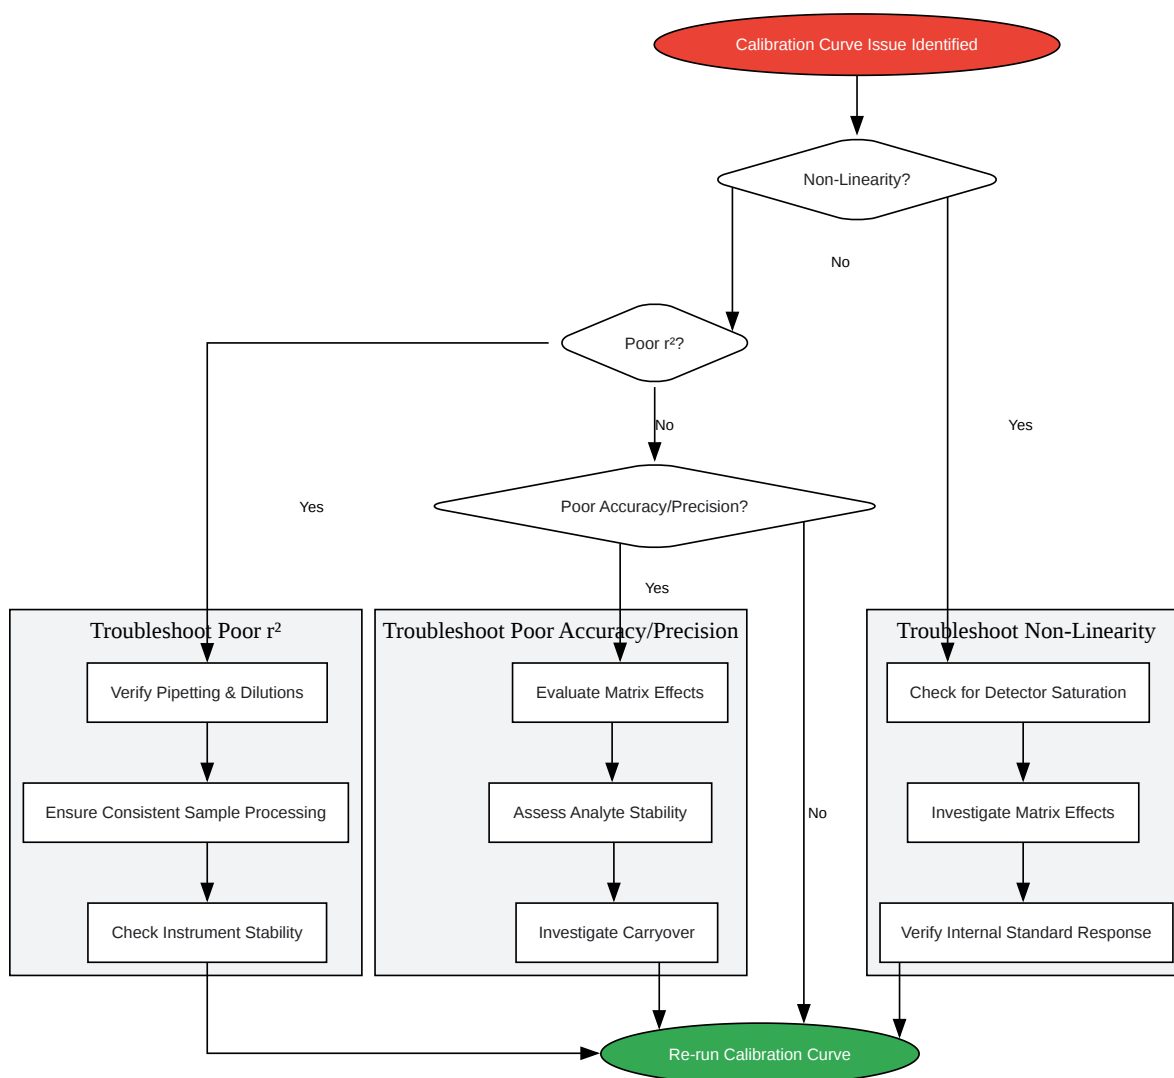 Calibration Curve Issue Identified
Non-Linearity?
No
Poor r²?
No
Yes
Yes
Poor Accuracy/Precision?
Yes
Troubleshoot Poor r²
Troubleshoot Poor Accuracy/Precision
Troubleshoot Non-Linearity
Verify Pipetting & Dilutions
Evaluate Matrix Effects
Check for Detector Saturation
Ensure Consistent Sample Processing
Assess Analyte Stability
No
Investigate Matrix Effects
Check Instrument Stability
Investigate Carryover
Verify Internal Standard Response
Re-run Calibration Curve